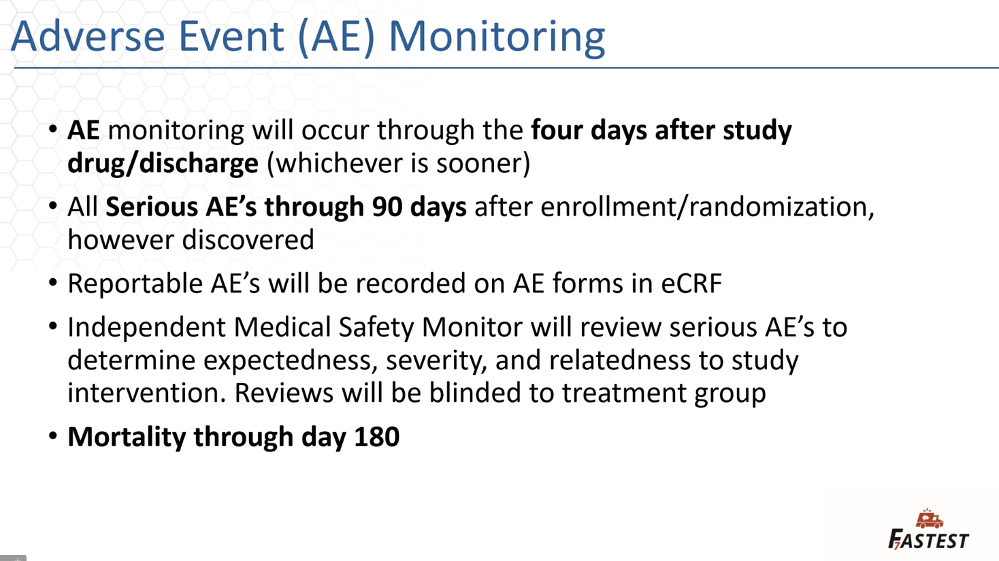 Adverse Event (AE) Monitoring
• AE monitoring will occur through the four days after study
drug/discharge (whichever is sooner)
• All Serious AE’s through 90 days after enrollment/randomization,
however discovered
• Reportable AE’s will be recorded on AE forms in eCRF
• Independent Medical Safety Monitor will review serious AE’s to
determine expectedness, severity, and relatedness to study
intervention. Reviews will be blinded to treatment group
• Mortality through day 180
FASTEST